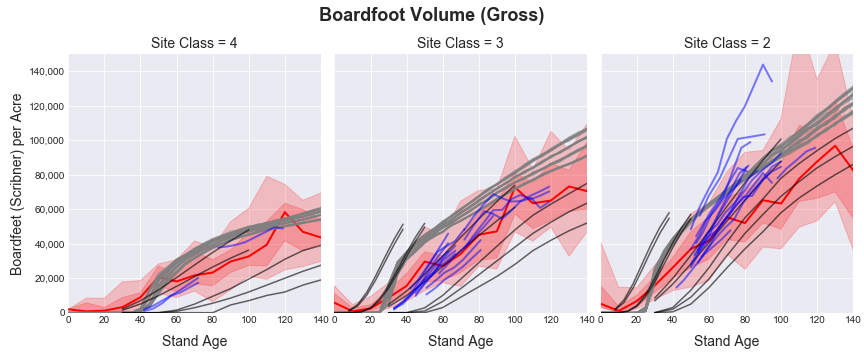 Boardfoot Volume (Gross)
Site Class = 4
Site Class = 3
Site Class = 2
Boardfeet (Scribner) per Acre
140,000
120,000
100,000
80,000
60,000
40,000
20,000
0
0 20 40 60 80 100 120 140
0 20 40 60 80 100 120 140
0 20 40 60 80 100 120 140
Stand Age
Stand Age
Stand Age